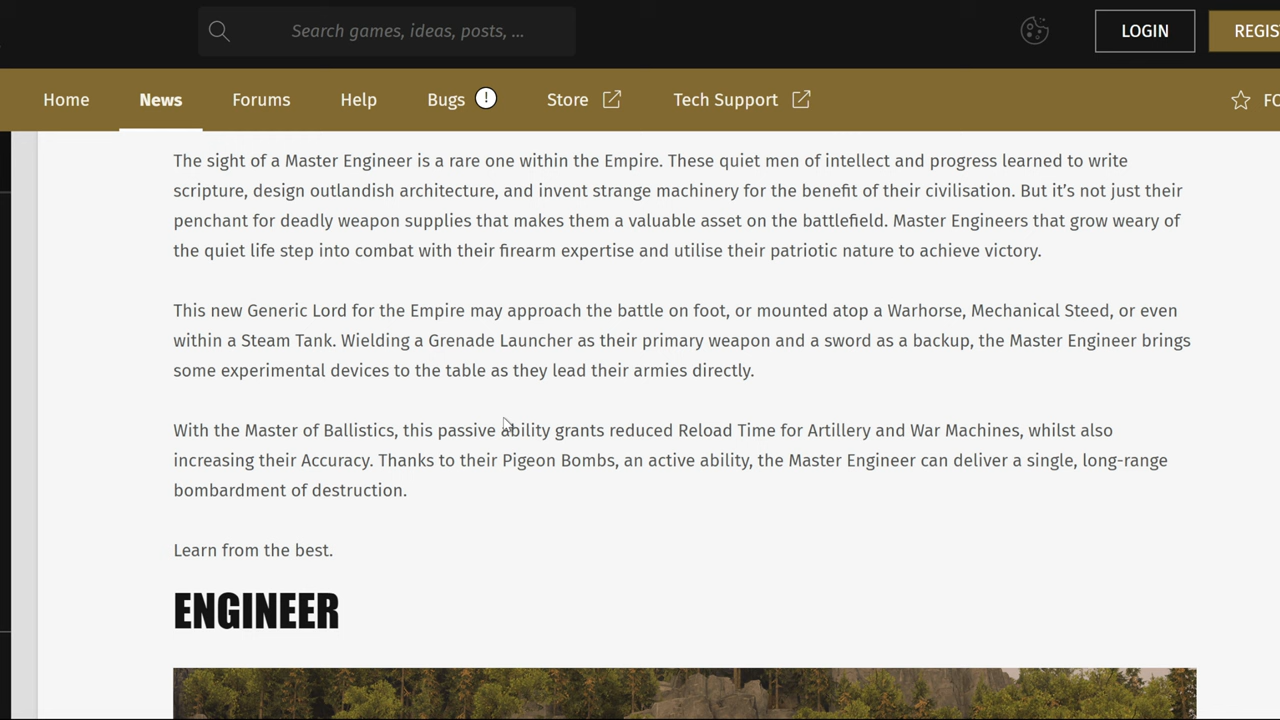 Search games, ideas, posts, ...
LOGIN
REGIS
Home
News
Forums
Help
Bugs
!
Store
Tech Support
FO
The sight of a Master Engineer is a rare one within the Empire. These quiet men of intellect and progress learned to write
scripture, design outlandish architecture, and invent strange machinery for the benefit of their civilisation. But it’s not just their
penchant for deadly weapon supplies that makes them a valuable asset on the battlefield. Master Engineers that grow weary of
the quiet life step into combat with their firearm expertise and utilise their patriotic nature to achieve victory.
This new Generic Lord for the Empire may approach the battle on foot, or mounted atop a Warhorse, Mechanical Steed, or even
within a Steam Tank. Wielding a Grenade Launcher as their primary weapon and a sword as a backup, the Master Engineer brings
some experimental devices to the table as they lead their armies directly.
With the Master of Ballistics, this passive ability grants reduced Reload Time for Artillery and War Machines, whilst also
increasing their Accuracy. Thanks to their Pigeon Bombs, an active ability, the Master Engineer can deliver a single, long-range
bombardment of destruction.
Learn from the best.
ENGINEER